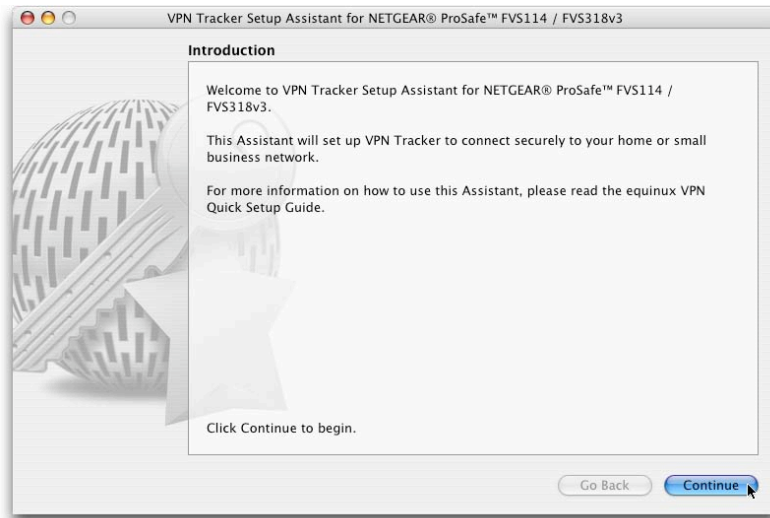 VPN Tracker Setup Assistant for NETGEAR® ProSafe™ FVS114 / FVS318v3
Introduction
Welcome to VPN Tracker Setup Assistant for NETGEAR® ProSafe™ FVS114 /
FVS318v3.
This Assistant will set up VPN Tracker to connect securely to your home or small
business network.
For more information on how to use this Assistant, please read the equinux VPN
Quick Setup Guide.
Click Continue to begin.
Go Back
Continue